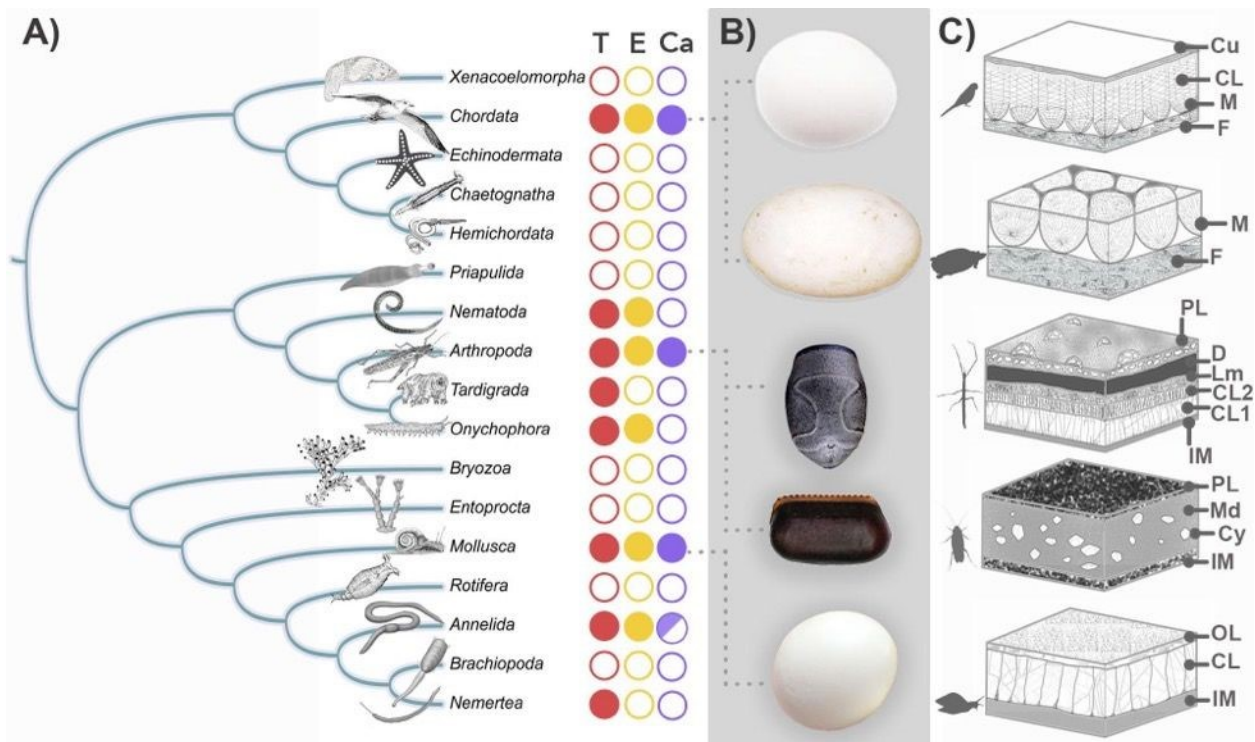 A)
T E Ca
Xenacoelomorpha
Chordata
Echinodermata
Chaetognatha
Hemichordata
Priapulida
Nematoda
Arthropoda
Tardigrada
Onychophora
Bryozoa
Entoprocta
Mollusca
Rotifera
Annelida
Brachiopoda
Nemertea
B)
C)
Cu
CL
M
F
M
F
PL
D
Lm
CL2
CL1
IM
PL
Md
Cy
IM
OL
CL
IM